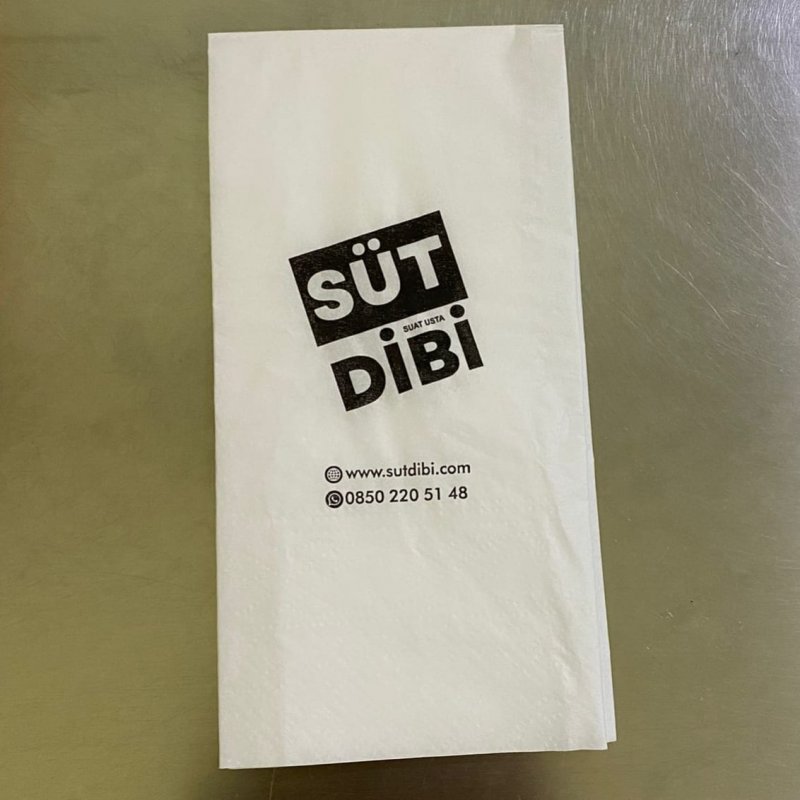 SÜT
SUAT USTA
DİBİ
www.sutdibi.com
0850 220 51 48